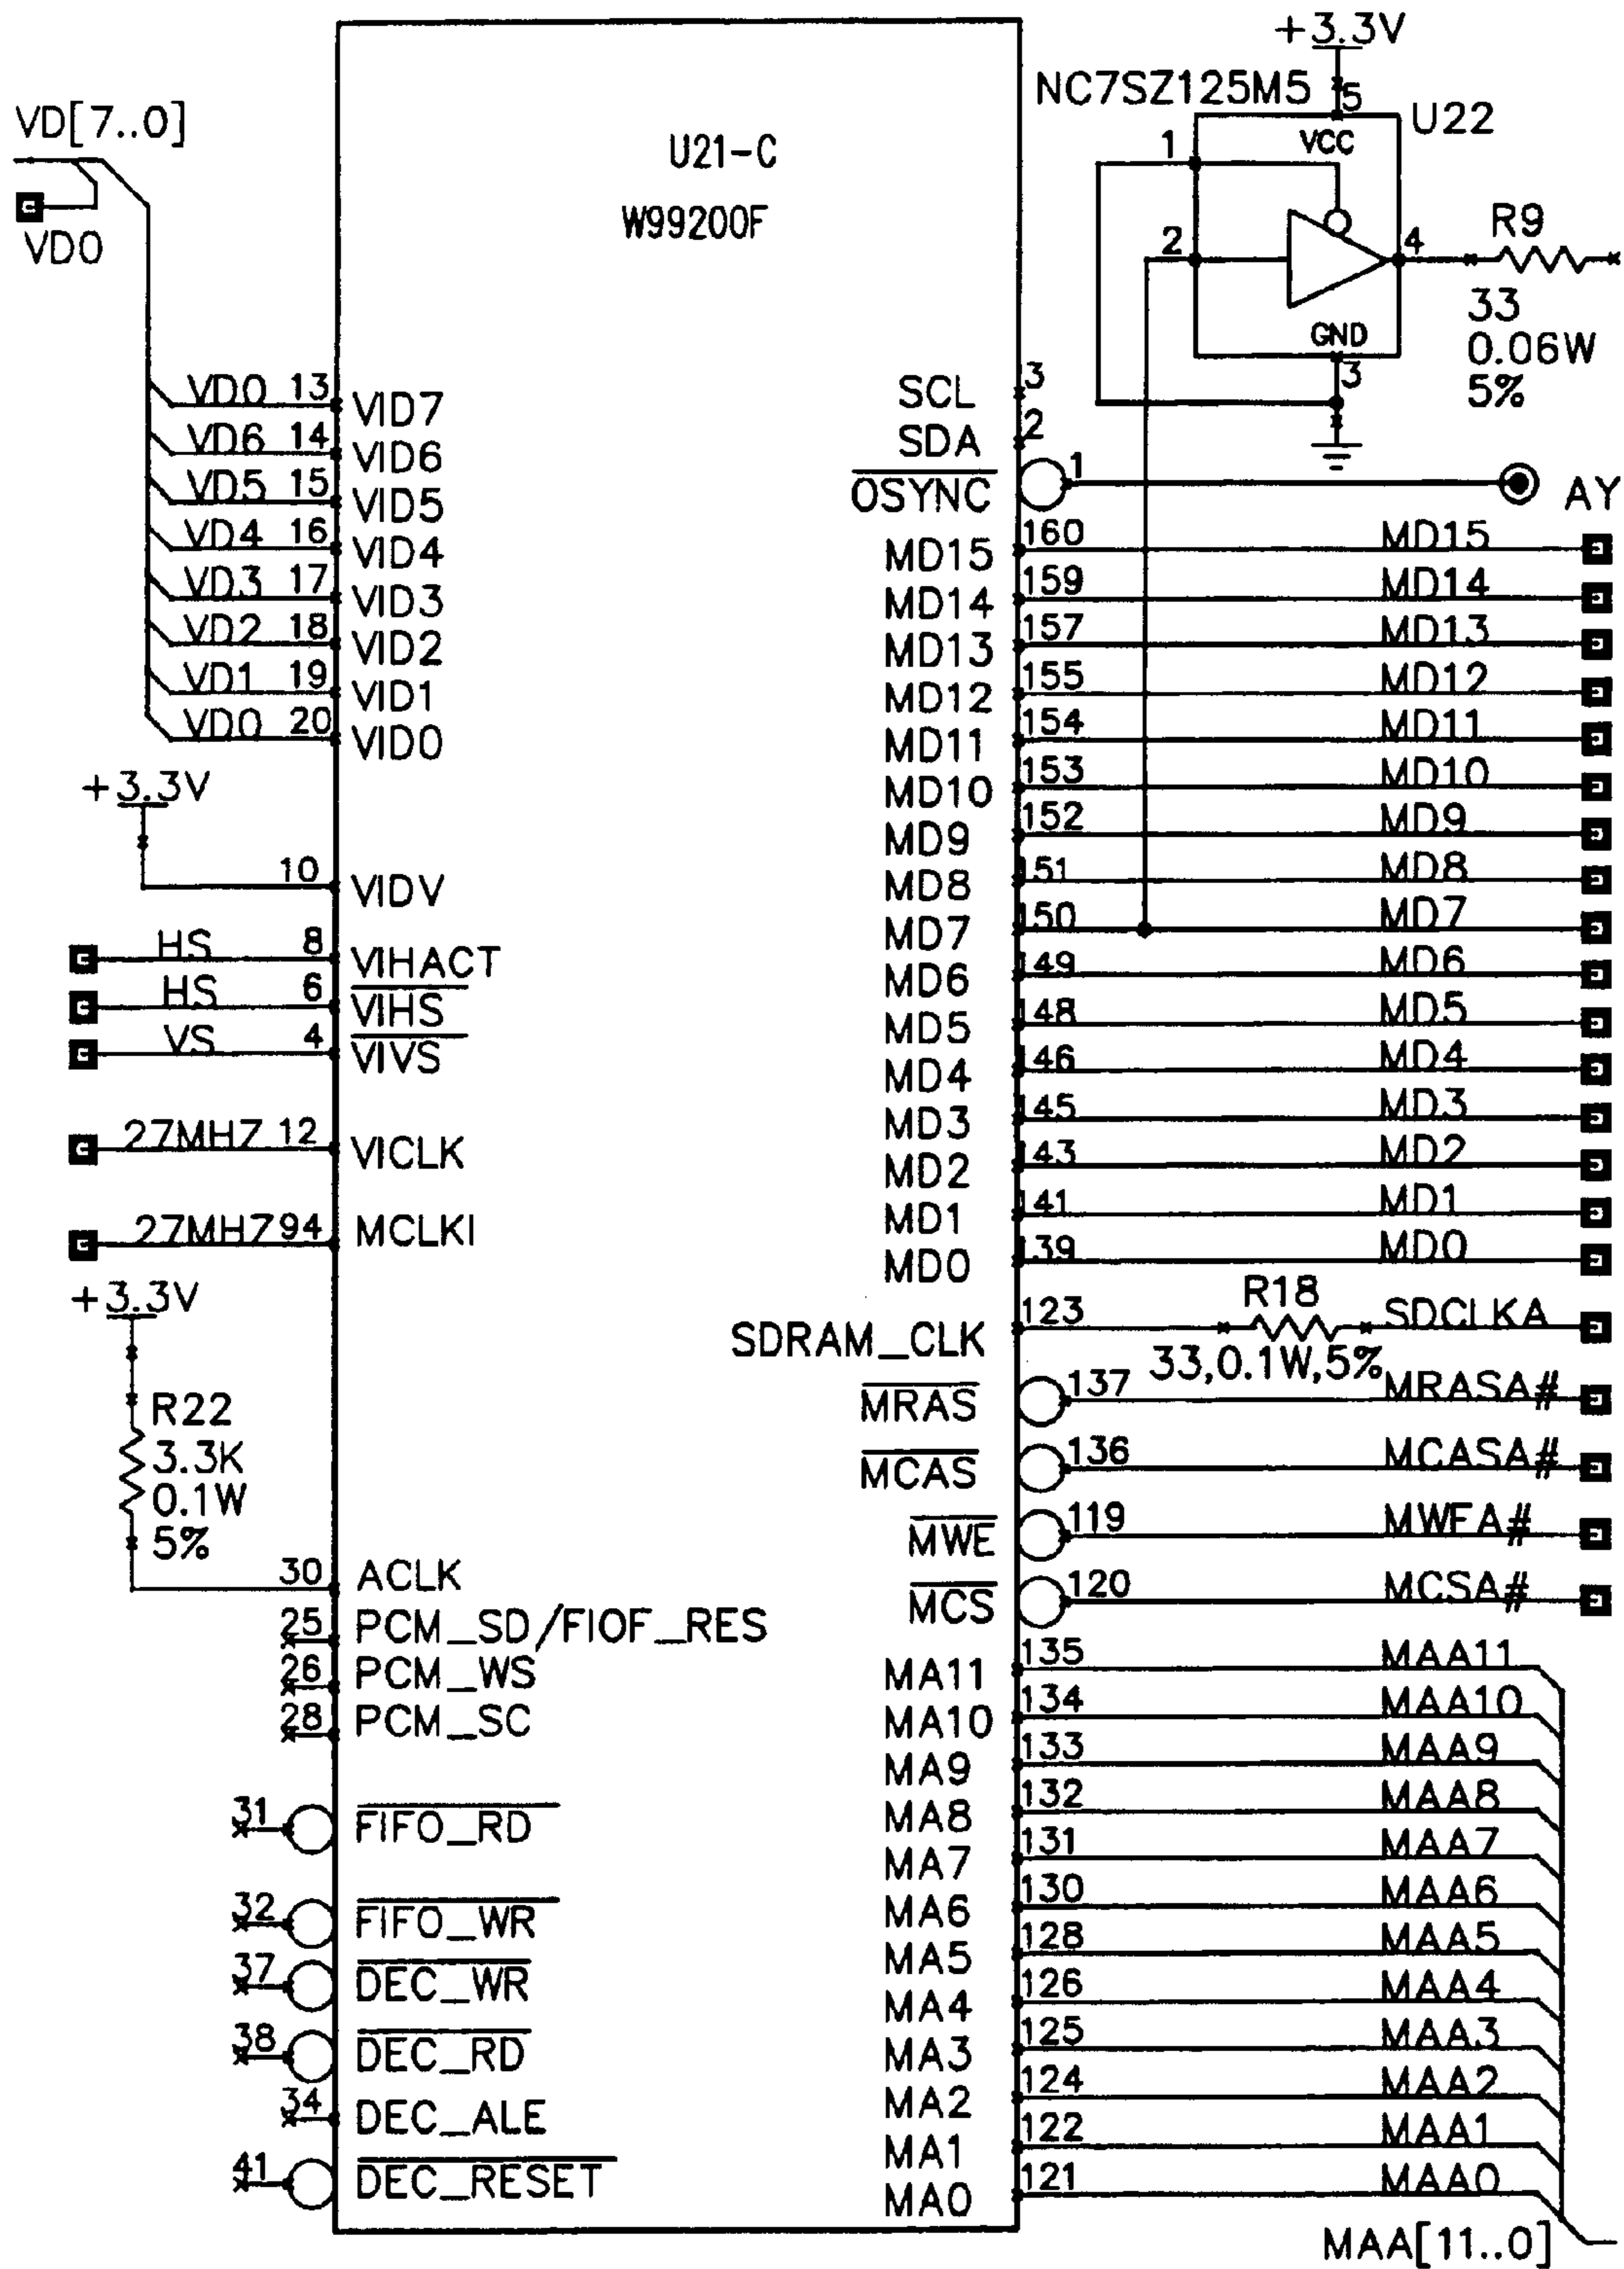 +3.3V
NC7SZ125M5
5
U22
VD[7..0]
VD0
U21-C
W99200F
1
VCC
2
4
R9
33
0.06W
5%
GND
3
VD0 13 VID7
VD6 14 VID6
VD5 15 VID5
VD4 16 VID4
VD3 17 VID3
VD2 18 VID2
VD1 19 VID1
VD0 20 VID0
+3.3V
10 VIDV
HS 8 VIHACT
HS 6 VIHS
VS 4 VIVS
27MHZ 12 VICLK
27MHZ 94 MCLKI
+3.3V
R22
3.3K
0.1W
5%
30 ACLK
25 PCM_SD/FIOF_RES
26 PCM_WS
28 PCM_SC
31 FIFO_RD
32 FIFO_WR
37 DEC_WR
38 DEC_RD
34 DEC_ALE
41 DEC_RESET
SCL 3
SDA 2
OSYNC 1 AY
MD15 160 MD15
MD14 159 MD14
MD13 157 MD13
MD12 155 MD12
MD11 154 MD11
MD10 153 MD10
MD9 152 MD9
MD8 151 MD8
MD7 150 MD7
MD6 149 MD6
MD5 148 MD5
MD4 146 MD4
MD3 145 MD3
MD2 143 MD2
MD1 141 MD1
MD0 139 MD0
R18
SDRAM_CLK 123 SDCLKA
33,0.1W,5%
MRAS 137 MRASA#
MCAS 136 MCASA#
MWE 119 MWEA#
MCS 120 MCSA#
MA11 135 MAA11
MA10 134 MAA10
MA9 133 MAA9
MA8 132 MAA8
MA7 131 MAA7
MA6 130 MAA6
MA5 128 MAA5
MA4 126 MAA4
MA3 125 MAA3
MA2 124 MAA2
MA1 122 MAA1
MA0 121 MAA0
MAA[11..0]